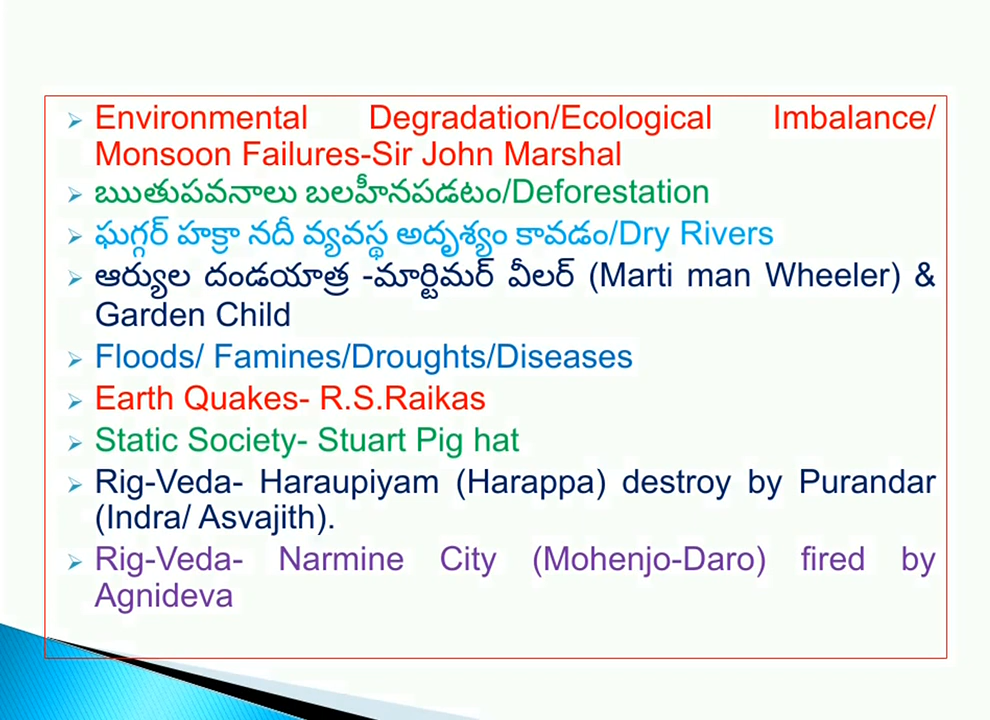 Environmental Degradation/Ecological Imbalance/
Monsoon Failures-Sir John Marshal
ఋతుపవనాలు బలహీనపడటం/Deforestation
ఘగ్గర్ హక్రా నదీ వ్యవస్థ అదృశ్యం కావడం/Dry Rivers
ఆర్యుల దండయాత్ర -మార్టిమర్ వీలర్ (Marti man Wheeler) &
Garden Child
Floods/ Famines/Droughts/Diseases
Earth Quakes- R.S.Raikas
Static Society- Stuart Pig hat
Rig-Veda- Haraupiyam (Harappa) destroy by Purandar
(Indra/ Asvajith).
Rig-Veda- Narmine City (Mohenjo-Daro) fired by
Agnideva